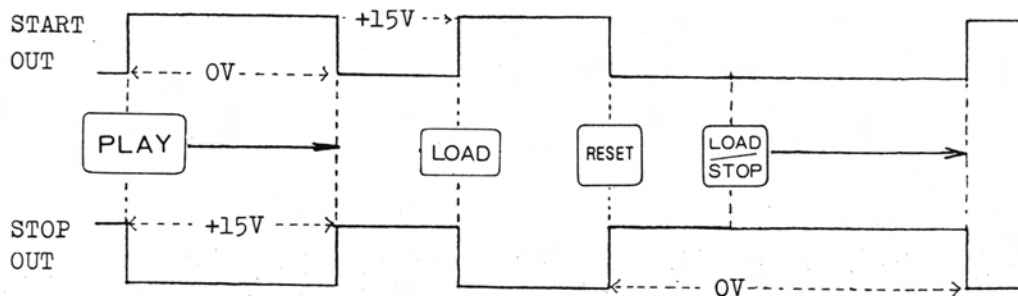 START
OUT
+15V
0V
PLAY
LOAD
RESET
LOAD
STOP
STOP
OUT
+15V
0V